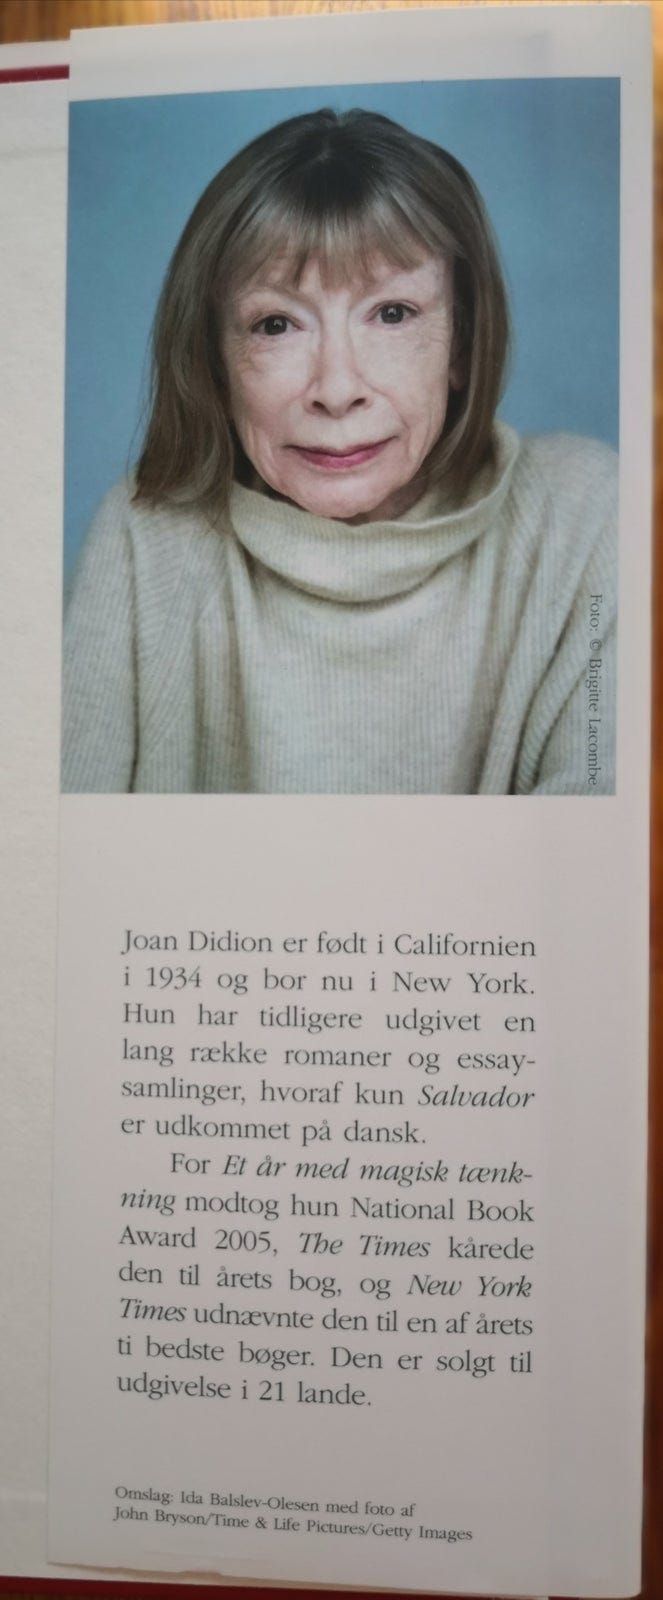 Foto: © Brigitte Lacombe
Joan Didion er født i Californien
i 1934 og bor nu i New York.
Hun har tidligere udgivet en
lang række romaner og essay-
samlinger, hvoraf kun Salvador
er udkommet på dansk.
For Et år med magisk tænk-
ning modtog hun National Book
Award 2005, The Times kårede
den til årets bog, og New York
Times udnævnte den til en af årets
ti bedste bøger. Den er solgt til
udgivelse i 21 lande.
Omslag: Ida Balslev-Olesen med foto af
John Bryson/Time & Life Pictures/Getty Images